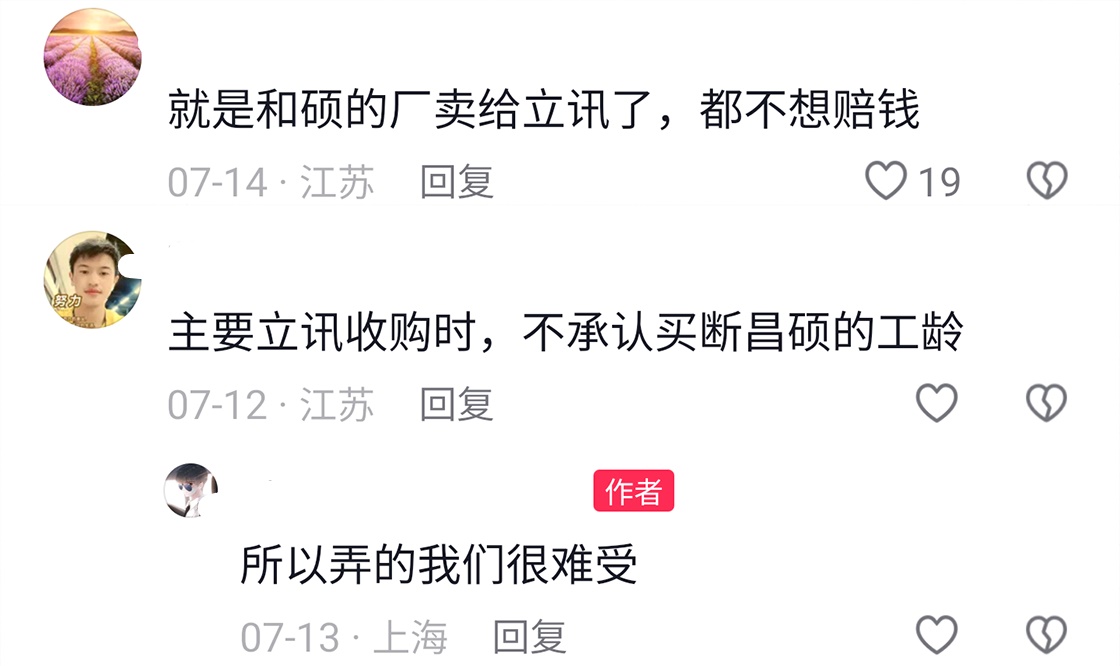 就是和硕的厂卖给立讯了，都不想赔钱
07-14 · 江苏 回复 19
努力
主要立讯收购时，不承认买断昌硕的工龄
07-12 · 江苏 回复
作者
所以弄的我们很难受
07-13 · 上海 回复